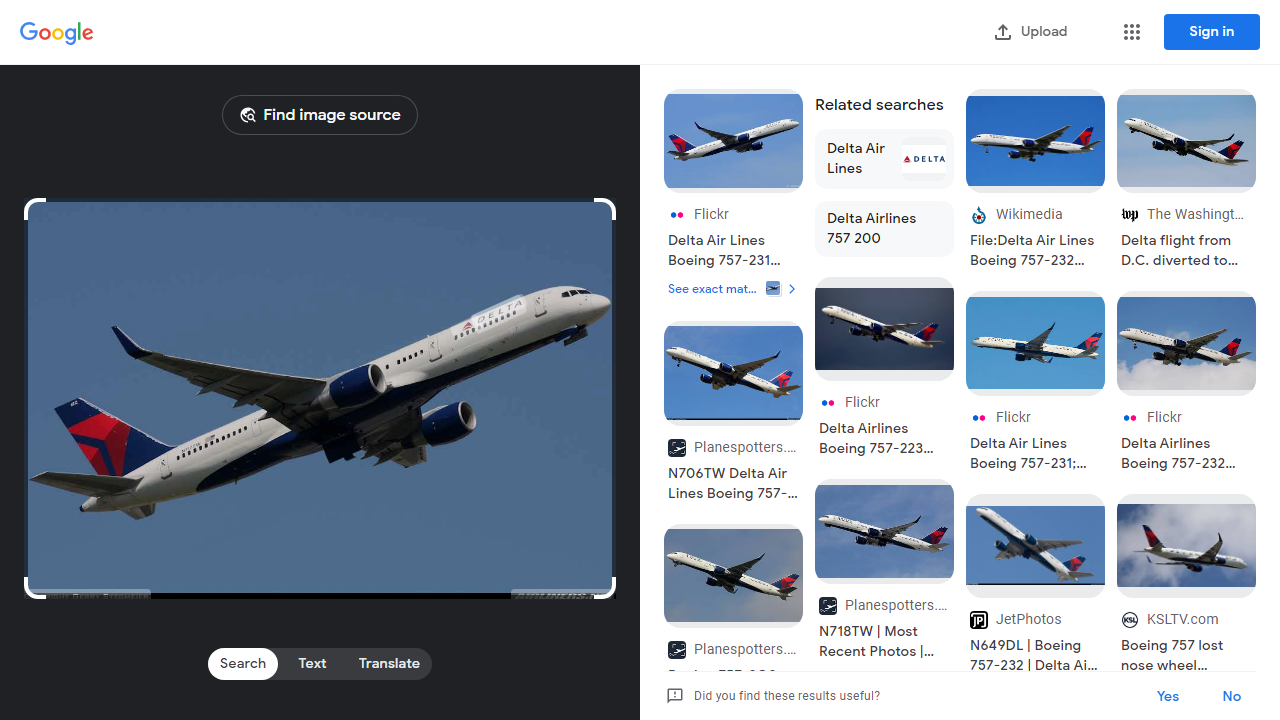 Google
Upload
Sign in
Find image source
DELTA
Search
Text
Translate
Flickr
Delta Air Lines
Boeing 757-231...
See exact mat...
Planespotters....
N706TW Delta Air
Lines Boeing 757-...
Planespotters....
Related searches
Delta Air
Lines
DELTA
Delta Airlines
757 200
Flickr
Delta Airlines
Boeing 757-223...
Planespotters....
N718TW | Most
Recent Photos |...
Wikimedia
File:Delta Air Lines
Boeing 757-232...
Flickr
Delta Air Lines
Boeing 757-231;...
JP
JetPhotos
N649DL | Boeing
757-232 | Delta Ai...
wp
The Washingt...
Delta flight from
D.C. diverted to...
Flickr
Delta Airlines
Boeing 757-232...
KSL
KSLTV.com
Boeing 757 lost
nose wheel...
Did you find these results useful?
Yes
No